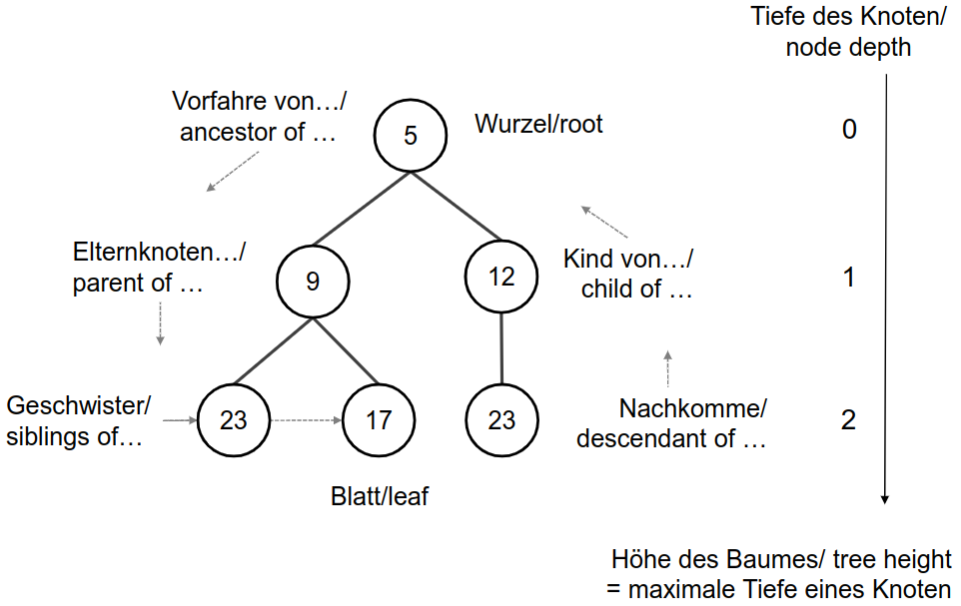 Tiefe des Knoten/
node depth
Vorfahre von.../
ancestor of ...
5
Wurzel/root
0
Elternknoten.../
parent of ...
9
12
Kind von.../
child of ...
1
Geschwister/
siblings of...
23
17
23
Nachkomme/
descendant of ...
2
Blatt/leaf
Höhe des Baumes/ tree height
= maximale Tiefe eines Knoten